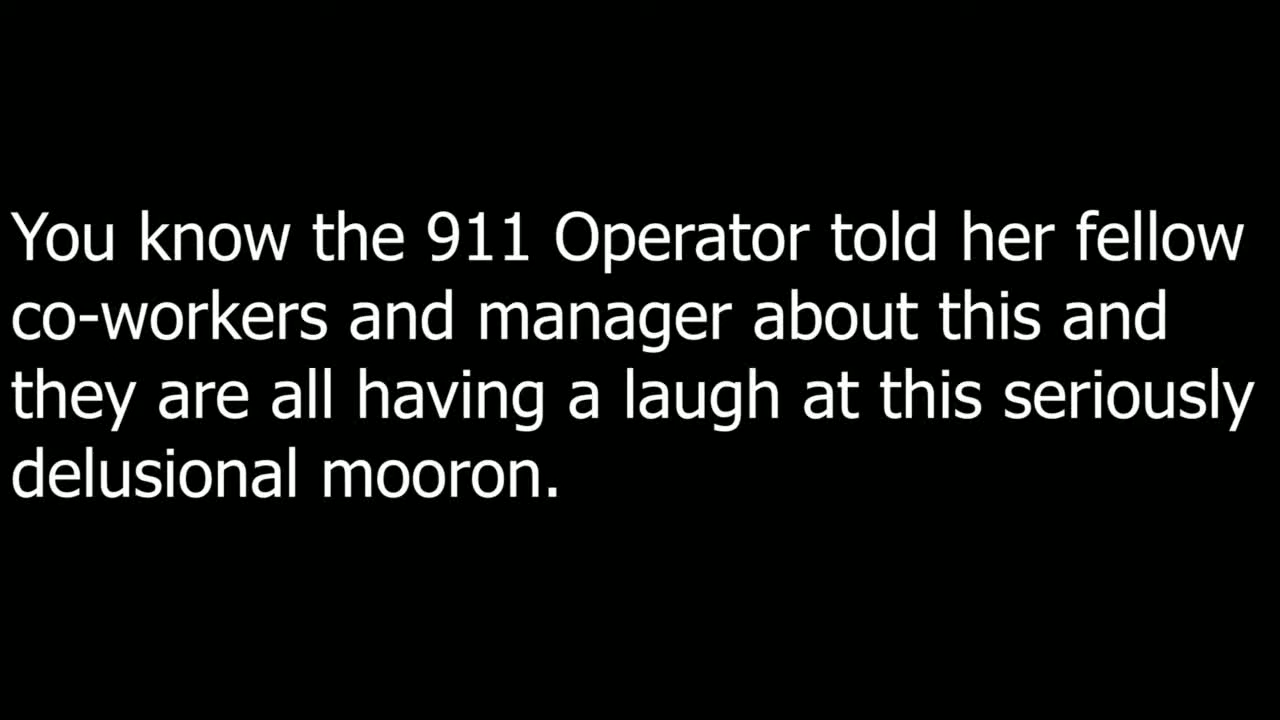 You know the 911 Operator told her fellow
co-workers and manager about this and
they are all having a laugh at this seriously
delusional mooron.